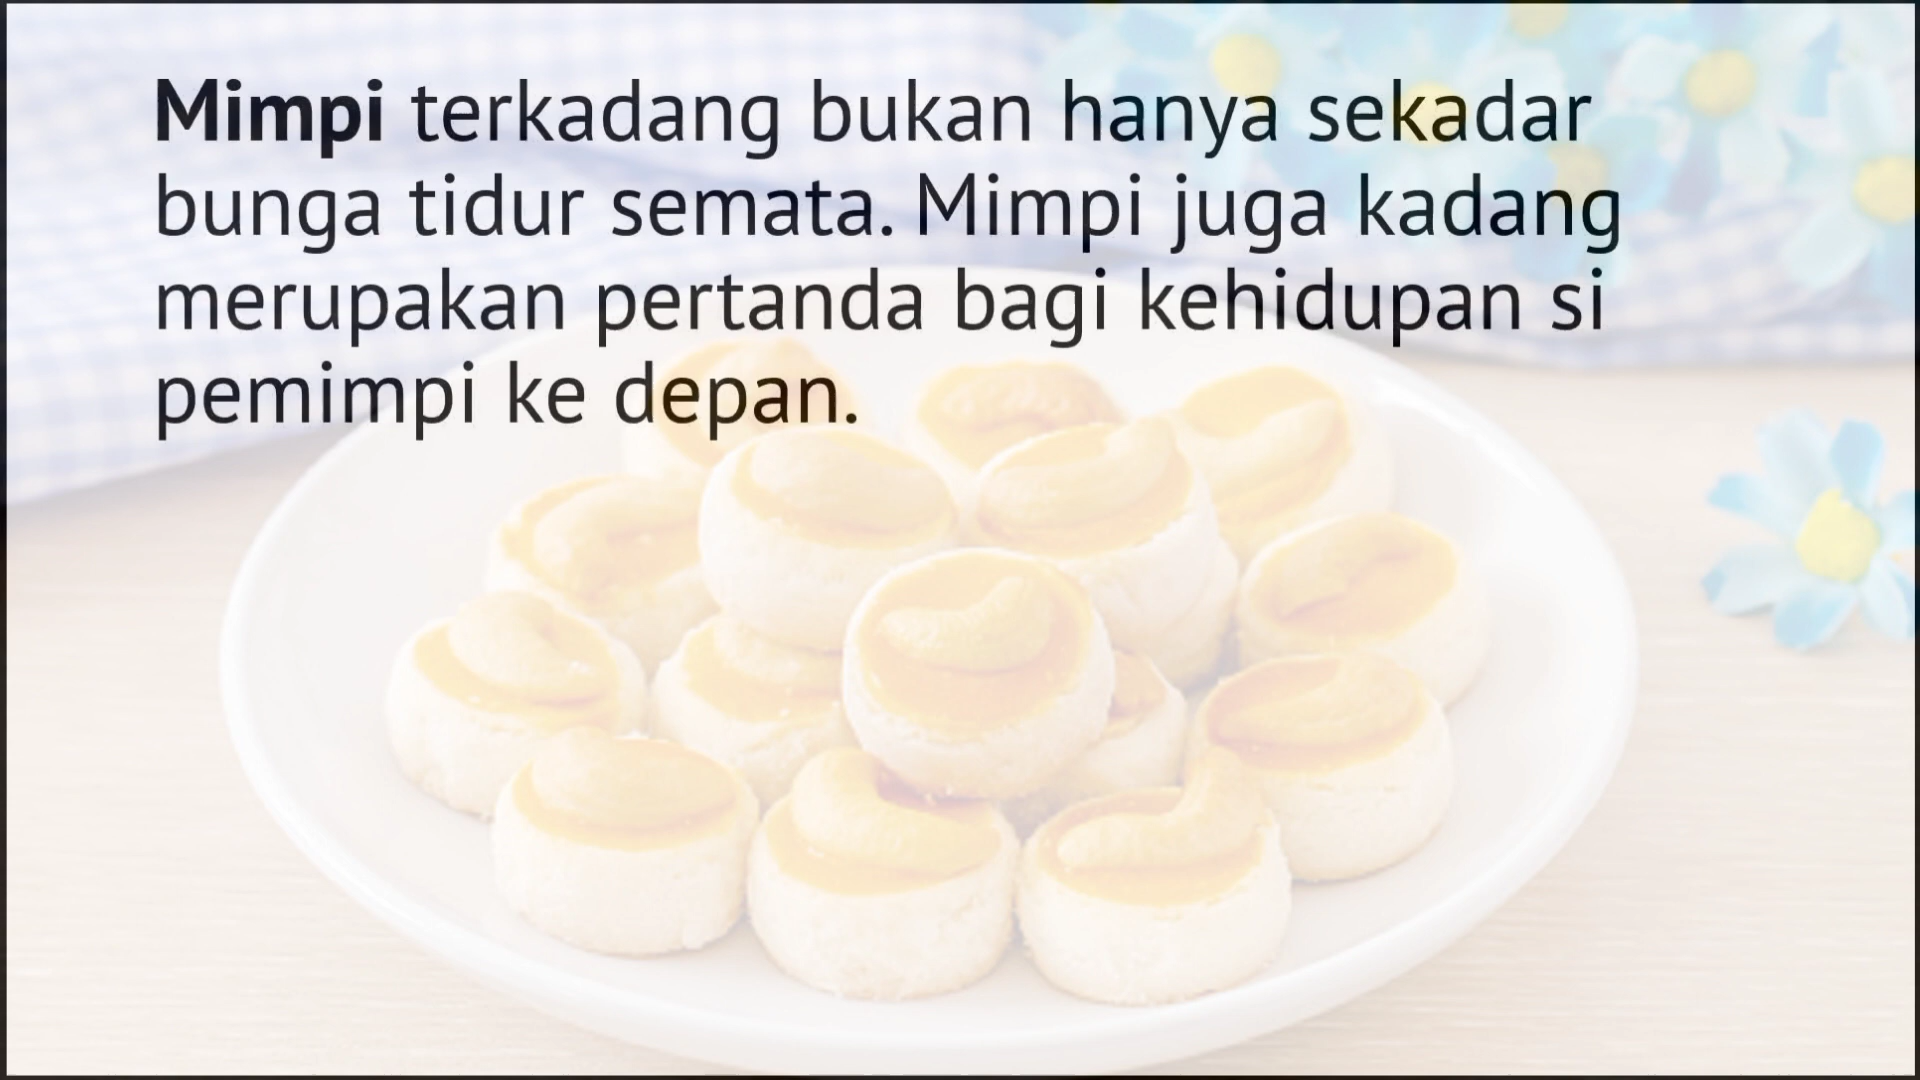 Mimpi terkadang bukan hanya sekadar
bunga tidur semata. Mimpi juga kadang
merupakan pertanda bagi kehidupan si
pemimpi ke depan.